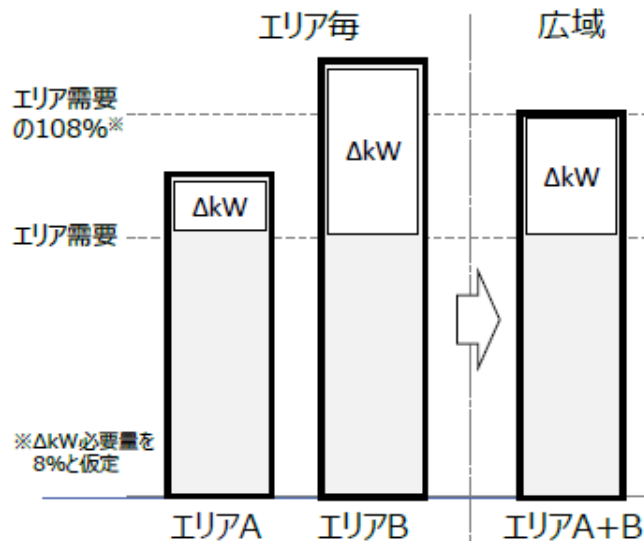 エリア毎
広域
エリア需要
の108%※
ΔkW
ΔkW
ΔkW
エリア需要
※ΔkW必要量を
8%と仮定
エリアA
エリアB
エリアA+B